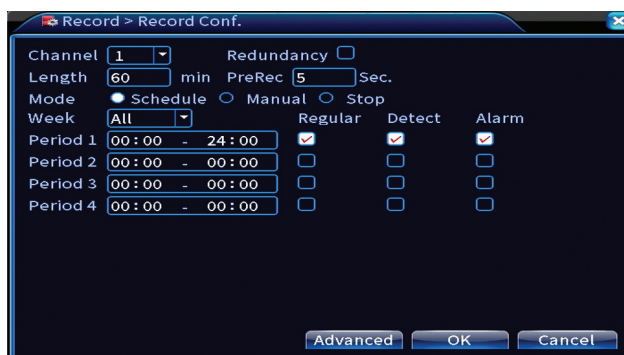 Record > Record Conf.
Channel 1 Redundancy
Length 60 min PreRec 5 Sec.
Mode Schedule Manual Stop
Week All Regular Detect Alarm
Period 1 00:00 - 24:00
Period 2 00:00 - 00:00
Period 3 00:00 - 00:00
Period 4 00:00 - 00:00
Advanced OK Cancel